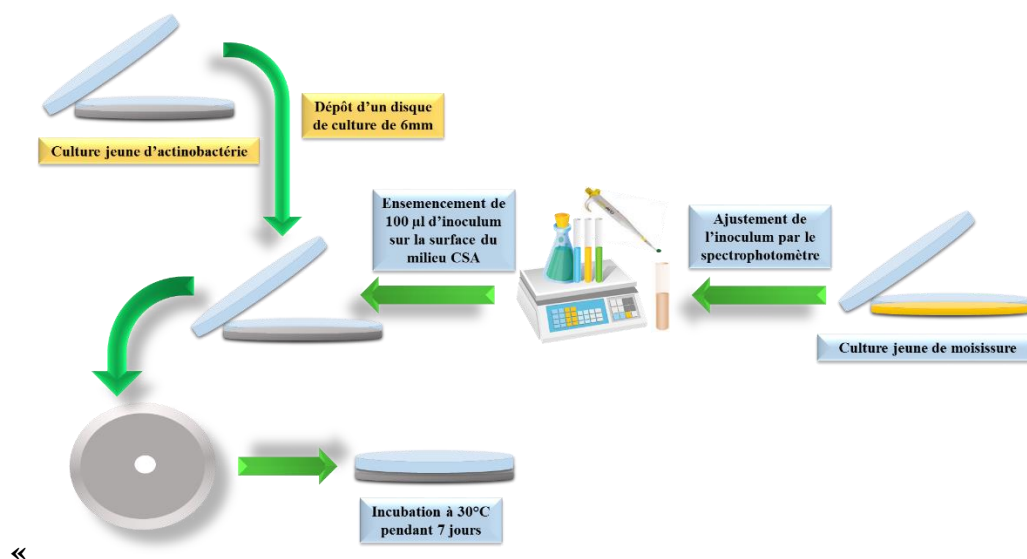 Dépôt d'un disque
de culture de 6mm
Culture jeune d'actinobactérie
Ensemencement de
100 µl d'inoculum
sur la surface du
milieu CSA
Ajustement de
l'inoculum par le
spectrophotomètre
Culture jeune de moisissure
Incubation à 30°C
pendant 7 jours
«